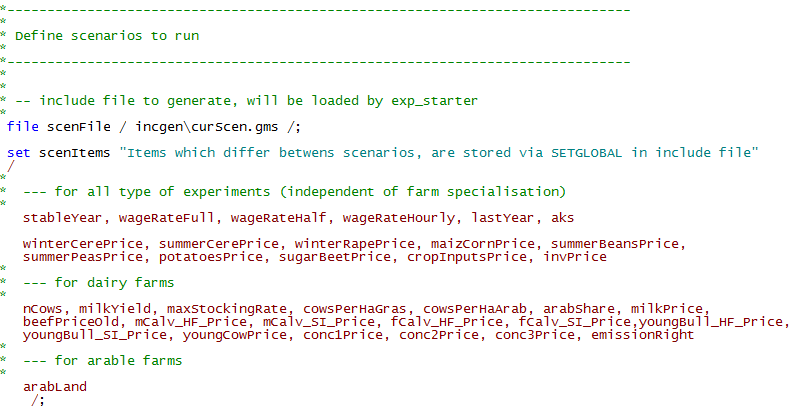 *------------------------------------------------------------------------------
*
* Define scenarios to run
*
*------------------------------------------------------------------------------
*
*
* -- include file to generate, will be loaded by exp_starter
*
file scenFile / incgen\curScen.gms /;
set scenItems "Items which differ betwens scenarios, are stored via SETGLOBAL in include file"
/
*
* --- for all type of experiments (independent of farm specialisation)
*
stableYear, wageRateFull, wageRateHalf, wageRateHourly, lastYear, aks
winterCerePrice, summerCerePrice, winterRapePrice, maizCornPrice, summerBeansPrice,
summerPeasPrice, potatoesPrice, sugarBeetPrice, cropInputsPrice, invPrice
*
* --- for dairy farms
*
nCows, milkYield, maxStockingRate, cowsPerHaGras, cowsPerHaArab, arabShare, milkPrice,
beefPriceOld, mCalv_HF_Price, mCalv_SI_Price, fCalv_HF_Price, fCalv_SI_Price,youngBull_HF_Price,
youngBull_SI_Price, youngCowPrice, conc1Price, conc2Price, conc3Price, emissionRight
*
* --- for arable farms
*
arabLand
/;